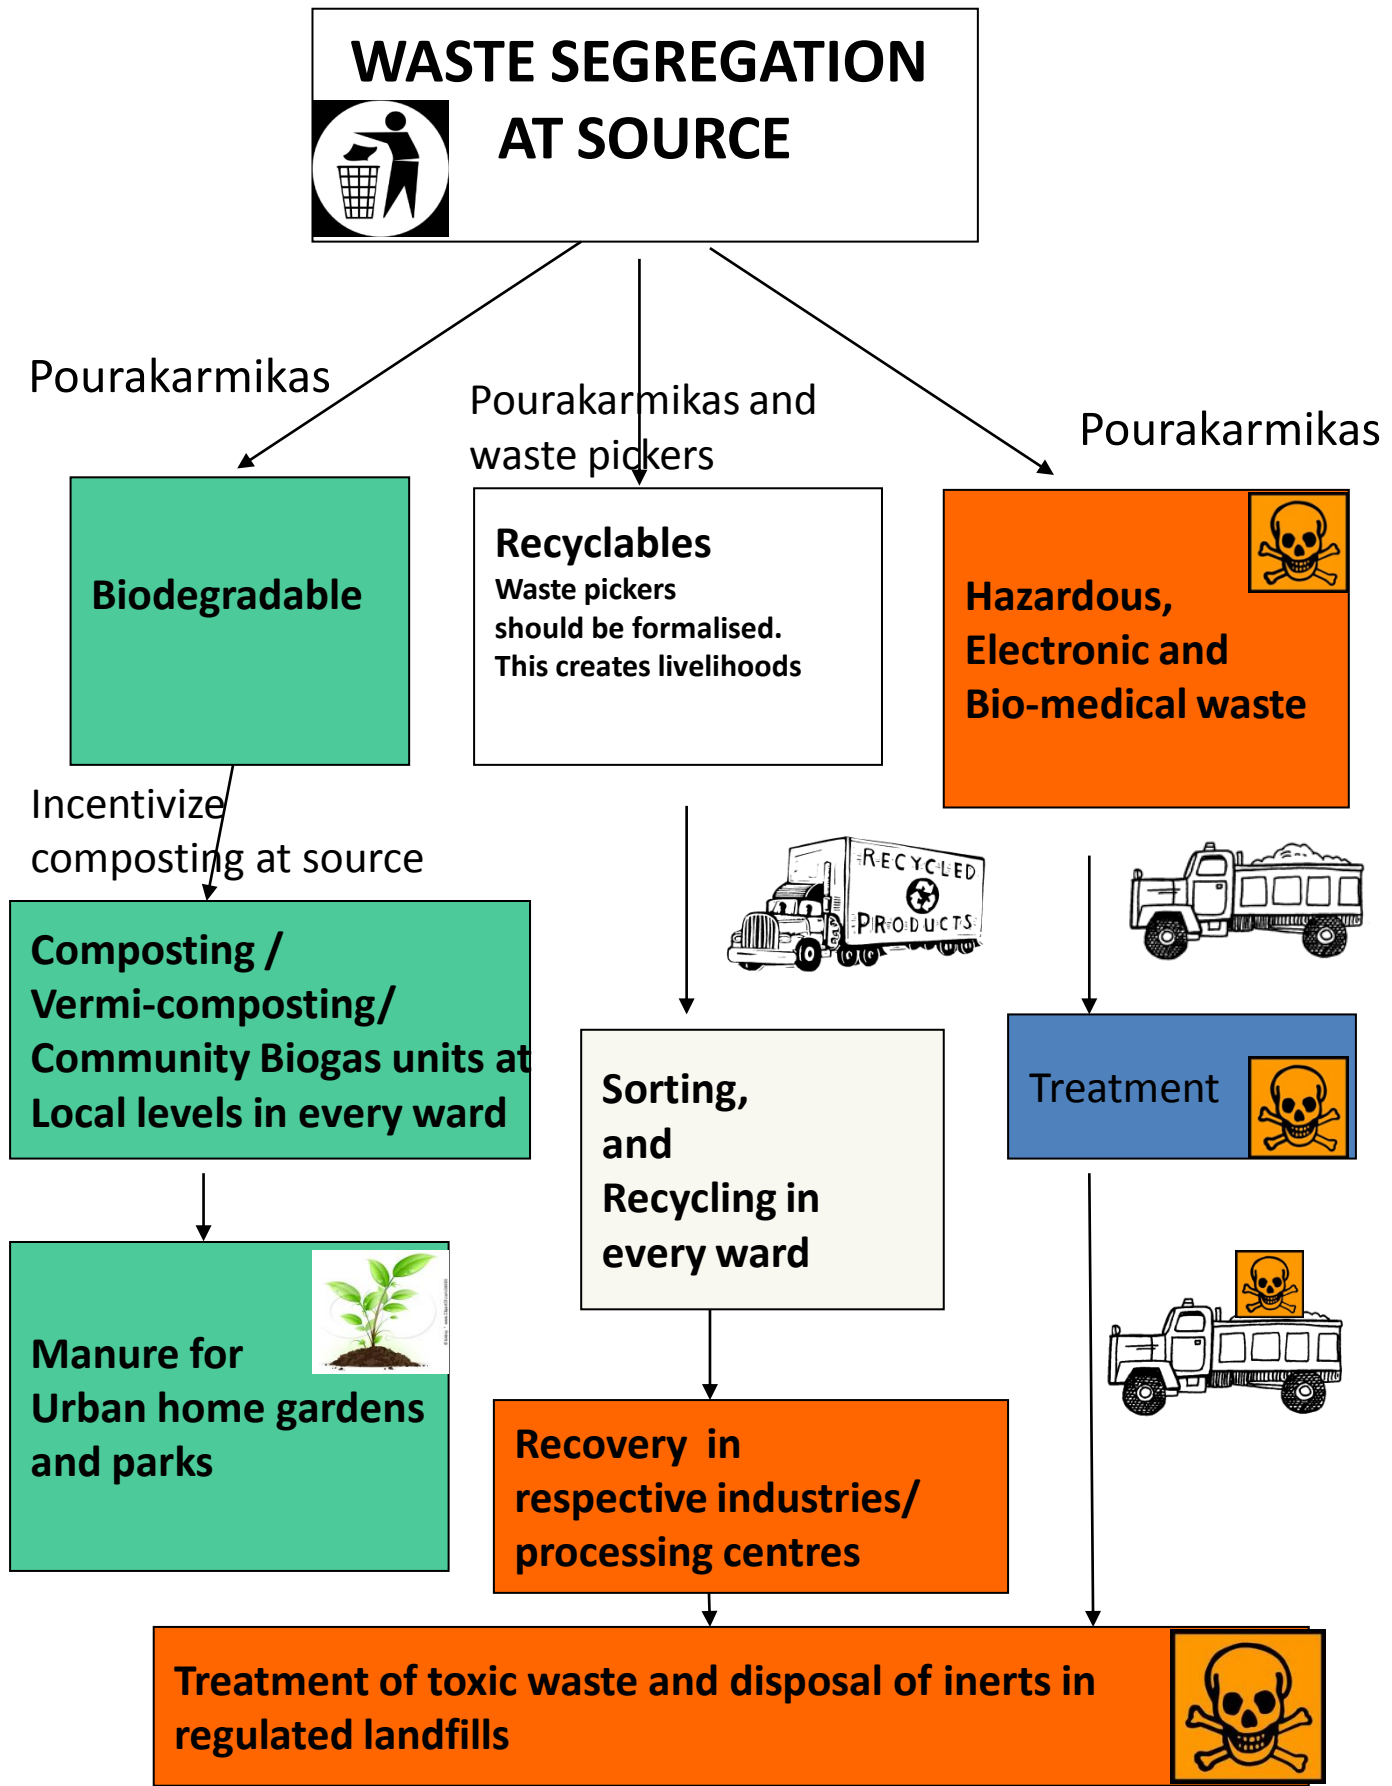 WASTE SEGREGATION
AT SOURCE
Pourakarmikas
Pourakarmikas and
waste pickers
Pourakarmikas
Biodegradable
Recyclables
Waste pickers
should be formalised.
This creates livelihoods
Hazardous,
Electronic and
Bio-medical waste
Incentivize
composting at source
RECYCLED
PRODUCTS
Composting /
Vermi-composting/
Community Biogas units at
Local levels in every ward
Sorting,
and
Recycling in
every ward
Treatment
Manure for
Urban home gardens
and parks
Recovery in
respective industries/
processing centres
Treatment of toxic waste and disposal of inerts in
regulated landfills